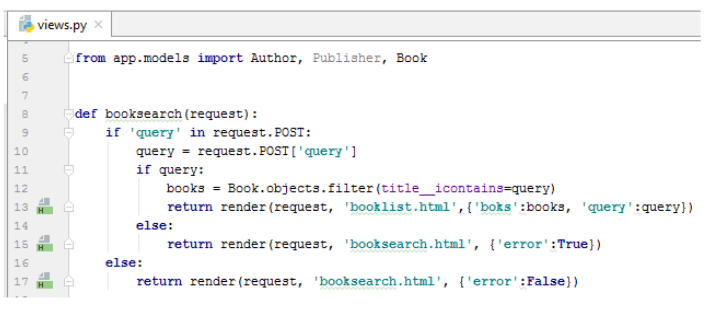 views.py ×
5 from app.models import Author, Publisher, Book
6
7
8 def booksearch(request):
9     if 'query' in request.POST:
10         query = request.POST['query']
11         if query:
12             books = Book.objects.filter(title__icontains=query)
13             return render(request, 'booklist.html',{'boks':books, 'query':query})
14         else:
15             return render(request, 'booksearch.html', {'error':True})
16     else:
17         return render(request, 'booksearch.html', {'error':False})